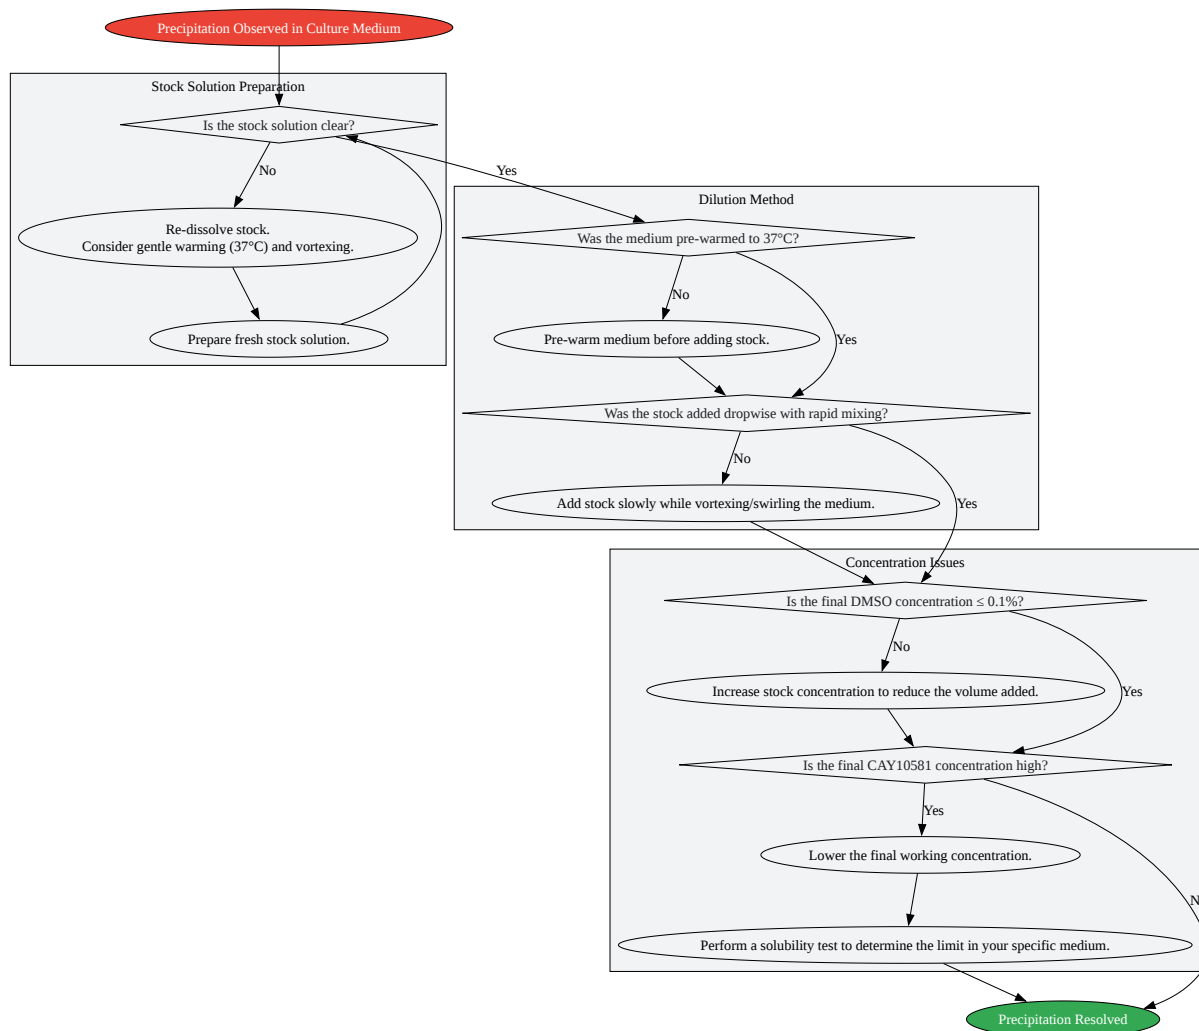 Precipitation Observed in Culture Medium
Stock Solution Preparation
Is the stock solution clear?
No
Yes
Re-dissolve stock.
Consider gentle warming (37°C) and vortexing.
Prepare fresh stock solution.
Dilution Method
Was the medium pre-warmed to 37°C?
No
Pre-warm medium before adding stock.
Yes
Was the stock added dropwise with rapid mixing?
No
Add stock slowly while vortexing/swirling the medium.
Yes
Concentration Issues
Is the final DMSO concentration ≤ 0.1%?
No
Increase stock concentration to reduce the volume added.
Yes
Is the final CAY10581 concentration high?
Yes
Lower the final working concentration.
Perform a solubility test to determine the limit in your specific medium.
Precipitation Resolved